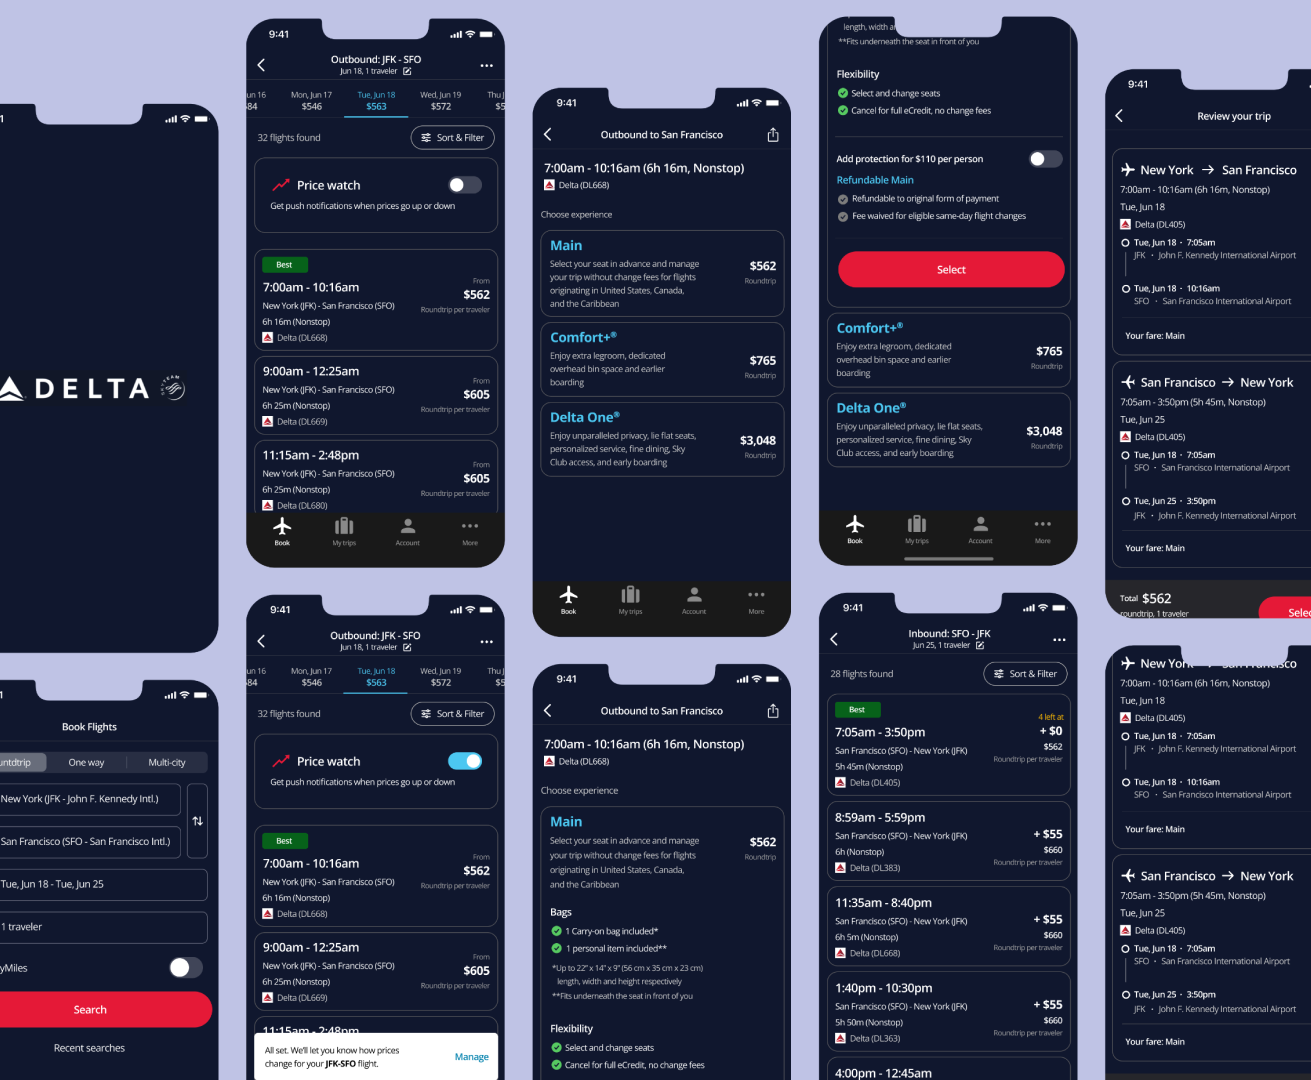 DELTA
SKYTEAM
Book Flights
One way
Multi-city
New York (JFK - John F. Kennedy Intl.)
San Francisco (SFO - San Francisco Intl.)
Tue, Jun 18 - Tue, Jun 25
1 traveler
Search
Recent searches
9:41
Outbound: JFK - SFO
Jun 18, 1 traveler
Mon, Jun 17
Tue, Jun 18
Wed, Jun 19
$546
$563
$572
32 flights found
Sort & Filter
Price watch
Get push notifications when prices go up or down
Best
7:00am - 10:16am
From
$562
New York (JFK) - San Francisco (SFO)
Roundtrip per traveler
6h 16m (Nonstop)
Delta (DL668)
9:00am - 12:25am
From
$605
New York (JFK) - San Francisco (SFO)
Roundtrip per traveler
6h 25m (Nonstop)
Delta (DL669)
11:15am - 2:48pm
From
$605
New York (JFK) - San Francisco (SFO)
Roundtrip per traveler
6h 25m (Nonstop)
Delta (DL680)
Book
My trips
Account
More
9:41
Outbound: JFK - SFO
Jun 18, 1 traveler
Mon, Jun 17
Tue, Jun 18
Wed, Jun 19
$546
$563
$572
32 flights found
Sort & Filter
Price watch
Get push notifications when prices go up or down
Best
7:00am - 10:16am
From
$562
New York (JFK) - San Francisco (SFO)
Roundtrip per traveler
6h 16m (Nonstop)
Delta (DL668)
9:00am - 12:25am
From
$605
New York (JFK) - San Francisco (SFO)
Roundtrip per traveler
6h 25m (Nonstop)
Delta (DL669)
11:15am - 2:48pm
All set. We'll let you know how prices
change for your JFK-SFO flight.
Manage
9:41
Outbound to San Francisco
7:00am - 10:16am (6h 16m, Nonstop)
Delta (DL668)
Choose experience
Main
Select your seat in advance and manage
your trip without change fees for flights
originating in United States, Canada,
and the Caribbean
$562
Roundtrip
Comfort+®
Enjoy extra legroom, dedicated
overhead bin space and earlier
boarding
$765
Roundtrip
Delta One®
Enjoy unparalleled privacy, lie flat seats,
personalized service, fine dining, Sky
Club access, and early boarding
$3,048
Roundtrip
Book
My trips
Account
More
9:41
Outbound to San Francisco
7:00am - 10:16am (6h 16m, Nonstop)
Delta (DL668)
Choose experience
Main
Select your seat in advance and manage
your trip without change fees for flights
originating in United States, Canada,
and the Caribbean
$562
Roundtrip
Bags
1 Carry-on bag included*
1 personal item included**
*Up to 22" x 14" x 9" (56 cm x 35 cm x 23 cm)
length, width and height respectively
**Fits underneath the seat in front of you
Flexibility
Select and change seats
Cancel for full eCredit, no change fees
length, width
**Fits underneath the seat in front of you
Flexibility
Select and change seats
Cancel for full eCredit, no change fees
Add protection for $110 per person
Refundable Main
Refundable to original form of payment
Fee waived for eligible same-day flight changes
Select
Comfort+®
Enjoy extra legroom, dedicated
overhead bin space and earlier
boarding
$765
Roundtrip
Delta One®
Enjoy unparalleled privacy, lie flat seats,
personalized service, fine dining, Sky
Club access, and early boarding
$3,048
Roundtrip
Book
My trips
Account
More
9:41
Inbound: SFO - JFK
Jun 25, 1 traveler
28 flights found
Sort & Filter
Best
4 left at
7:05am - 3:50pm
+ $0
San Francisco (SFO) - New York (JFK)
$562
5h 45m (Nonstop)
Roundtrip per traveler
Delta (DL405)
8:59am - 5:59pm
+ $55
San Francisco (SFO) - New York (JFK)
$660
6h (Nonstop)
Roundtrip per traveler
Delta (DL383)
11:35am - 8:40pm
+ $55
San Francisco (SFO) - New York (JFK)
$660
6h 5m (Nonstop)
Roundtrip per traveler
Delta (DL668)
1:40pm - 10:30pm
+ $55
San Francisco (SFO) - New York (JFK)
$660
5h 50m (Nonstop)
Roundtrip per traveler
Delta (DL363)
4:00pm - 12:45am
9:41
Review your trip
New York → San Francisco
7:00am - 10:16am (6h 16m, Nonstop)
Tue, Jun 18
Delta (DL405)
Tue, Jun 18 · 7:05am
JFK · John F. Kennedy International Airport
Tue, Jun 18 · 10:16am
SFO · San Francisco International Airport
Your fare: Main
San Francisco → New York
7:05am - 3:50pm (5h 45m, Nonstop)
Tue, Jun 25
Delta (DL405)
Tue, Jun 18 · 7:05am
SFO · San Francisco International Airport
Tue, Jun 25 · 3:50pm
JFK · John F. Kennedy International Airport
Your fare: Main
Total $562
roundtrip, 1 traveler
New York → San Francisco
7:00am - 10:16am (6h 16m, Nonstop)
Tue, Jun 18
Delta (DL405)
Tue, Jun 18 · 7:05am
JFK · John F. Kennedy International Airport
Tue, Jun 18 · 10:16am
SFO · San Francisco International Airport
Your fare: Main
San Francisco → New York
7:05am - 3:50pm (5h 45m, Nonstop)
Tue, Jun 25
Delta (DL405)
Tue, Jun 18 · 7:05am
SFO · San Francisco International Airport
Tue, Jun 25 · 3:50pm
JFK · John F. Kennedy International Airport
Your fare: Main